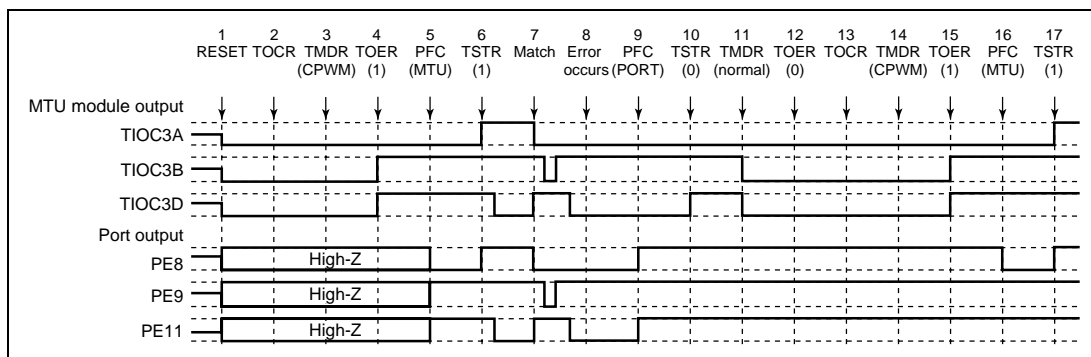 1 2 3 4 5 6 7 8 9 10 11 12 13 14 15 16 17
RESET TOCR TMDR TOER PFC TSTR Match Error PFC TSTR TMDR TOER TOCR TMDR TOER PFC TSTR
(CPWM) (1) (MTU) (1) occurs (PORT) (0) (normal) (0) (CPWM) (1) (MTU) (1)
MTU module output
TIOC3A
TIOC3B
TIOC3D
Port output
PE8 High-Z
PE9 High-Z
PE11 High-Z